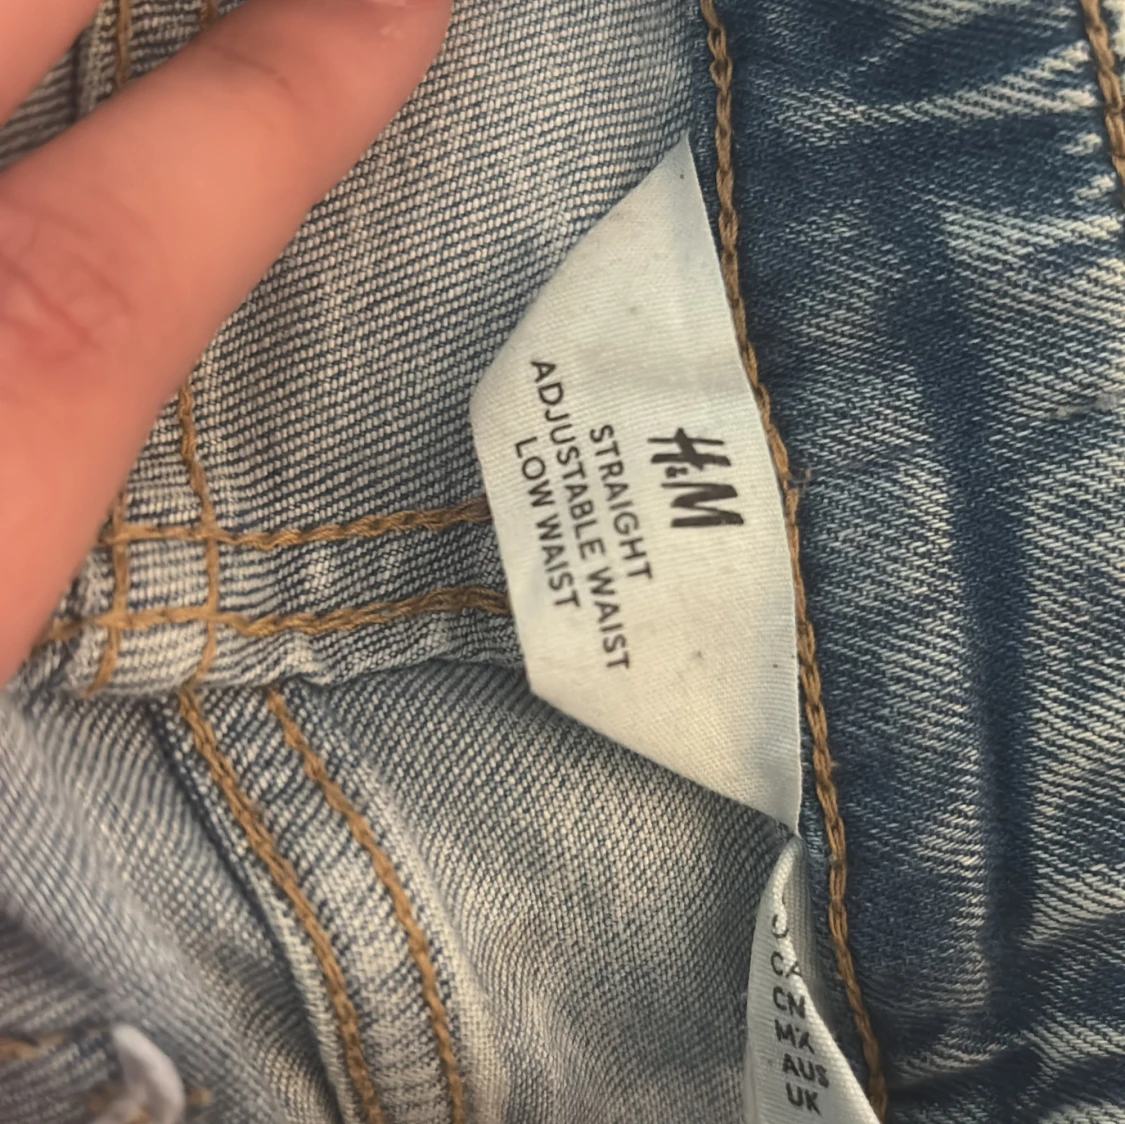 H&M
STRAIGHT
ADJUSTABLE WAIST
LOW WAIST
CA
CN
MX
AUS
UK